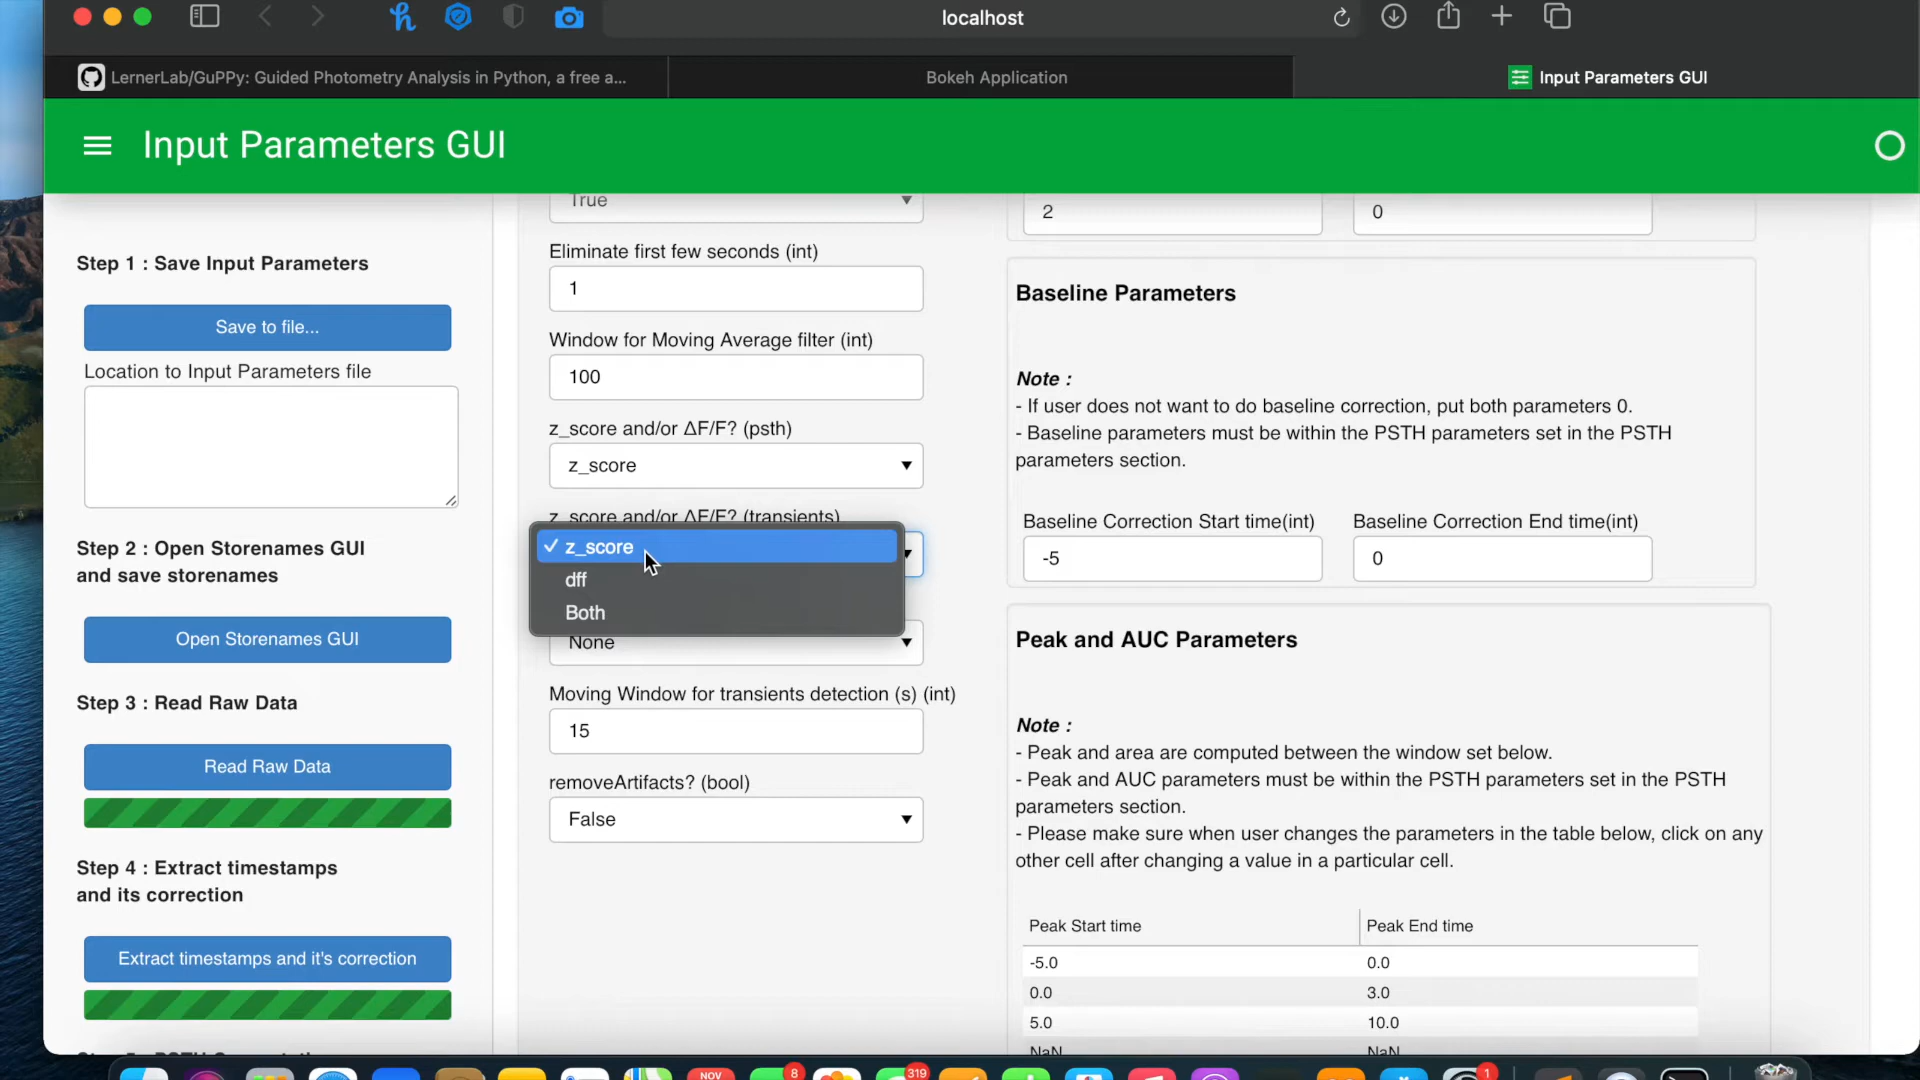 localhost
LernerLab/GuPPy: Guided Photometry Analysis in Python, a free a...
Bokeh Application
Input Parameters GUI
Input Parameters GUI
Step 1 : Save Input Parameters
Save to file...
Location to Input Parameters file
Step 2 : Open Storenames GUI
and save storenames
Open Storenames GUI
Step 3 : Read Raw Data
Read Raw Data
Step 4 : Extract timestamps
and its correction
Extract timestamps and it's correction
True
Eliminate first few seconds (int)
1
Window for Moving Average filter (int)
100
z_score and/or ΔF/F? (psth)
z_score
z_score and/or ΔF/F? (transients)
z_score
dff
Both
None
Moving Window for transients detection (s) (int)
15
removeArtifacts? (bool)
False
2
0
Baseline Parameters
Note :
- If user does not want to do baseline correction, put both parameters 0.
- Baseline parameters must be within the PSTH parameters set in the PSTH
parameters section.
Baseline Correction Start time(int)
Baseline Correction End time(int)
-5
0
Peak and AUC Parameters
Note :
- Peak and area are computed between the window set below.
- Peak and AUC parameters must be within the PSTH parameters set in the PSTH
parameters section.
- Please make sure when user changes the parameters in the table below, click on any
other cell after changing a value in a particular cell.
Peak Start time
Peak End time
-5.0
0.0
0.0
3.0
5.0
10.0
NaN
NaN
NOV
8
319
1